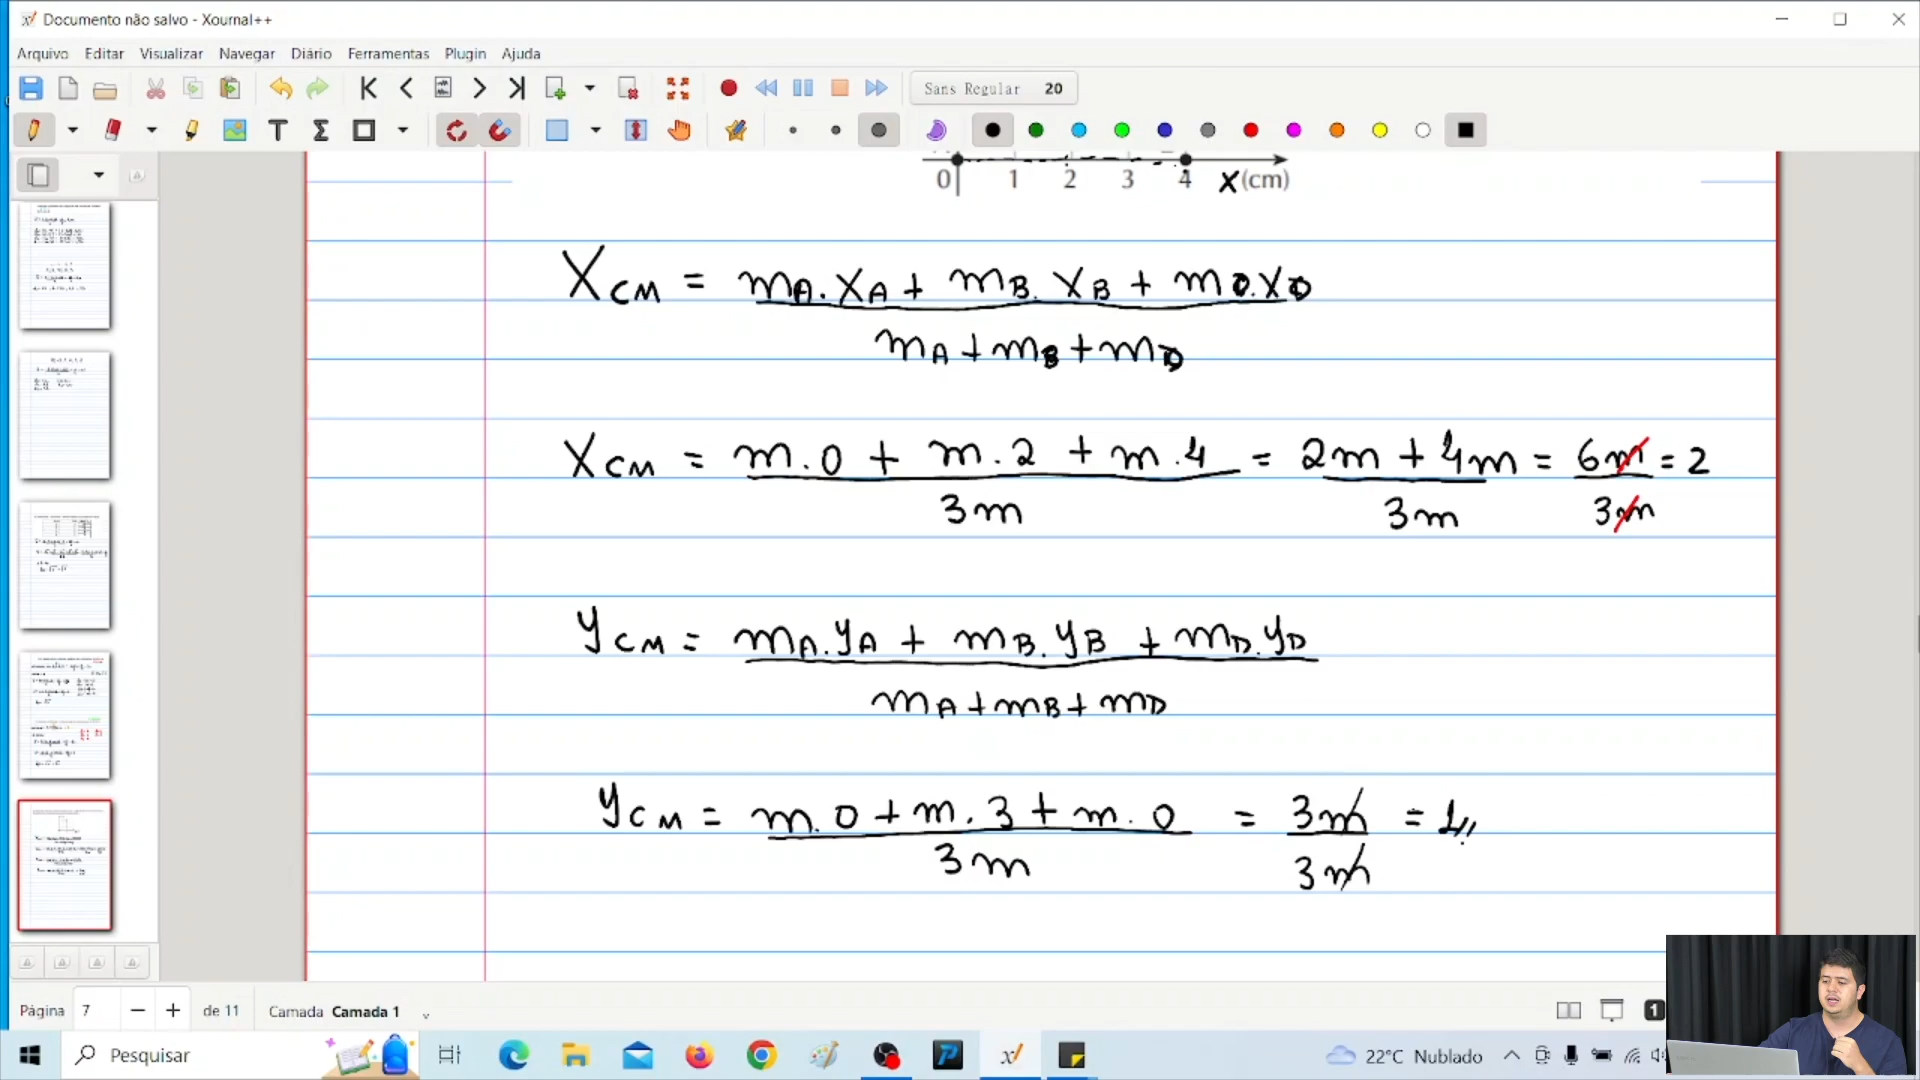 Documento não salvo - Xournal++
Arquivo Editar Visualizar Navegar Diário Ferramentas Plugin Ajuda
Sans Regular 20
0 1 2 3 4 X (cm)
XCM = mA.XA + mB.XB + mD.XD
mA+mB+mD
XCM = m.0 + m.2 + m.4 = 2m + 4m = 6m = 2
3m 3m 3m
YCM = mA.yA + mB.yB + mD.yD
mA+mB+mD
YCM = m.0 + m.3 + m.0 = 3m = 1
3m 3m
Página 7 de 11 Camada Camada 1
1
Pesquisar
22°C Nublado